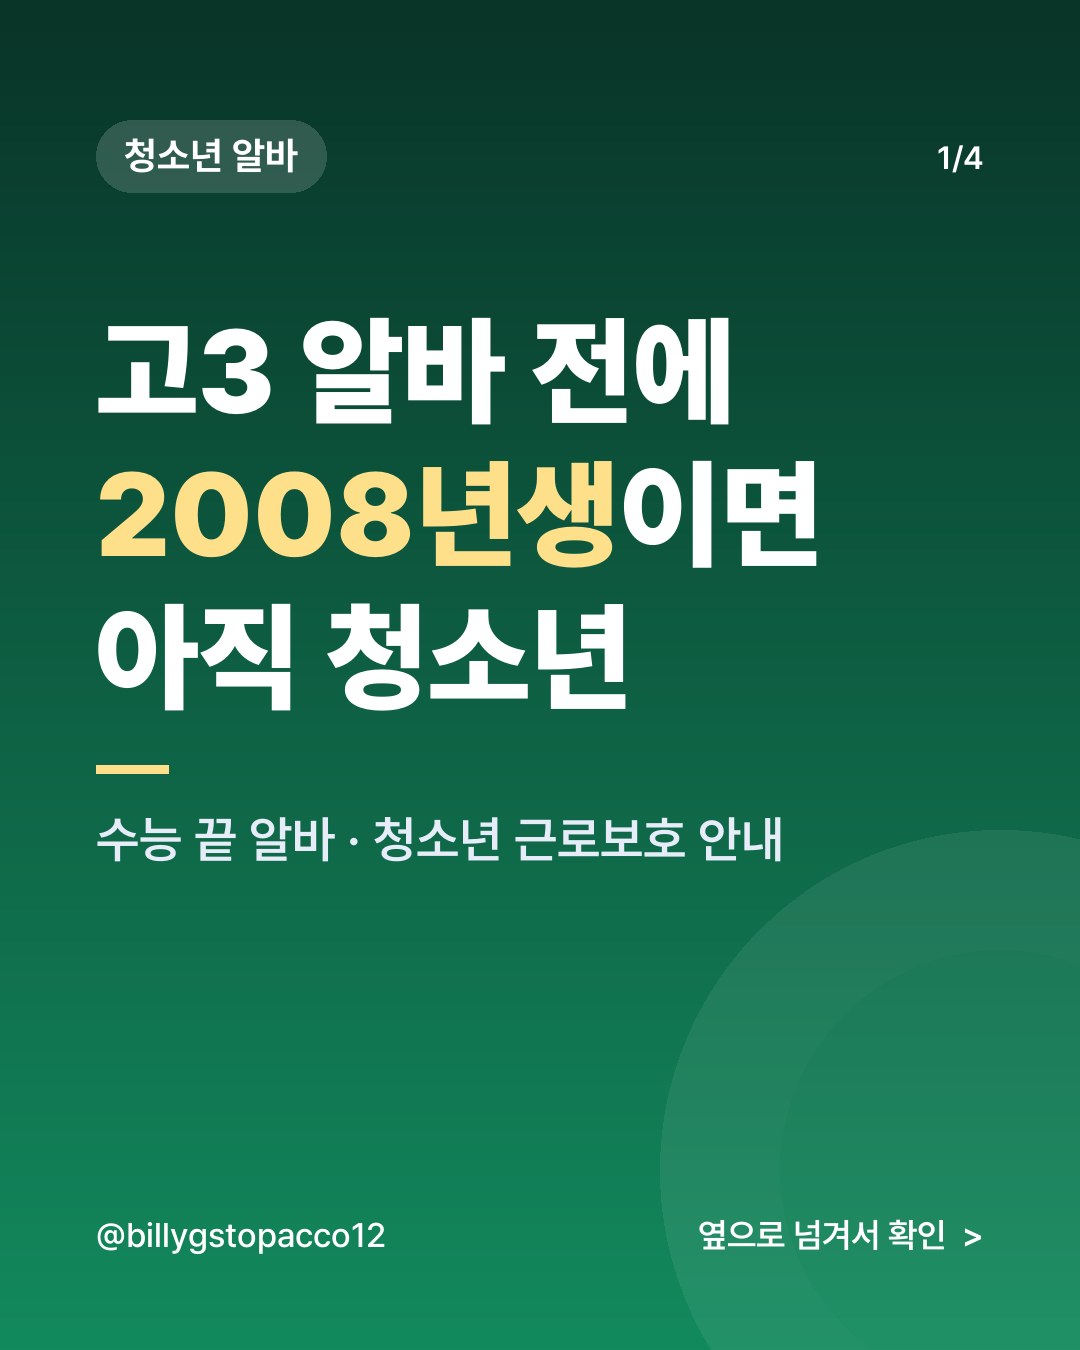 청소년 알바
1/4
고3 알바 전에
2008년생이면
아직 청소년
수능 끝 알바 · 청소년 근로보호 안내
@billygstopacco12
옆으로 넘겨서 확인 >